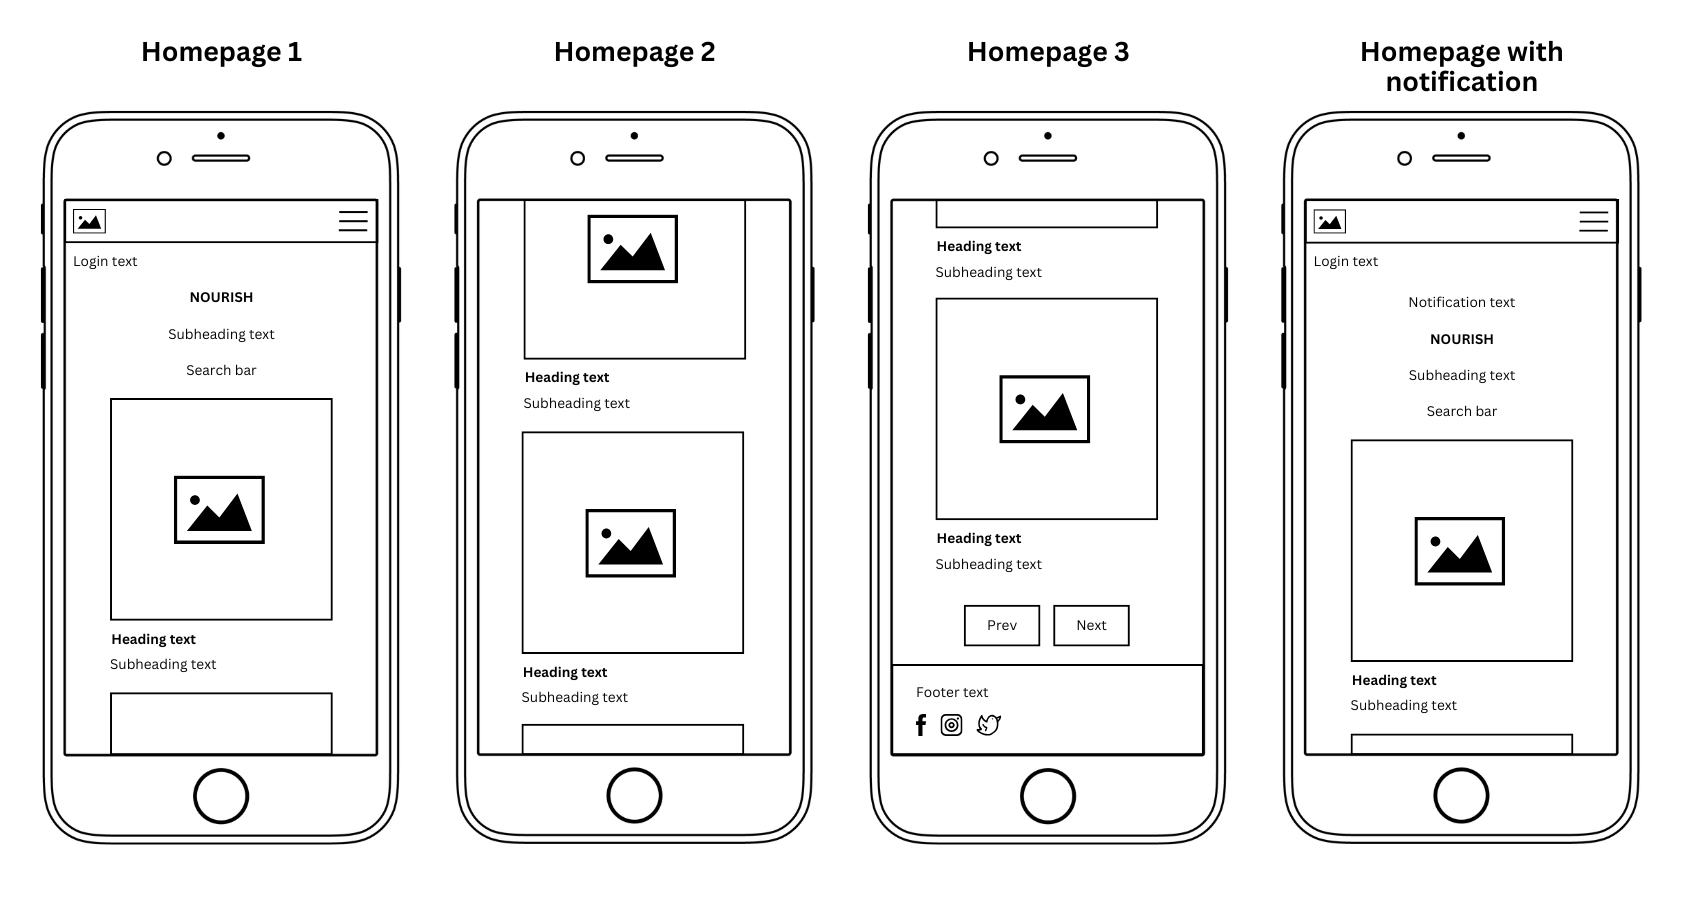 Homepage 1
Login text
NOURISH
Subheading text
Search bar
Heading text
Subheading text
Homepage 2
Heading text
Subheading text
Heading text
Subheading text
Homepage 3
Heading text
Subheading text
Heading text
Subheading text
Prev
Next
Footer text
Homepage with
notification
Login text
Notification text
NOURISH
Subheading text
Search bar
Heading text
Subheading text